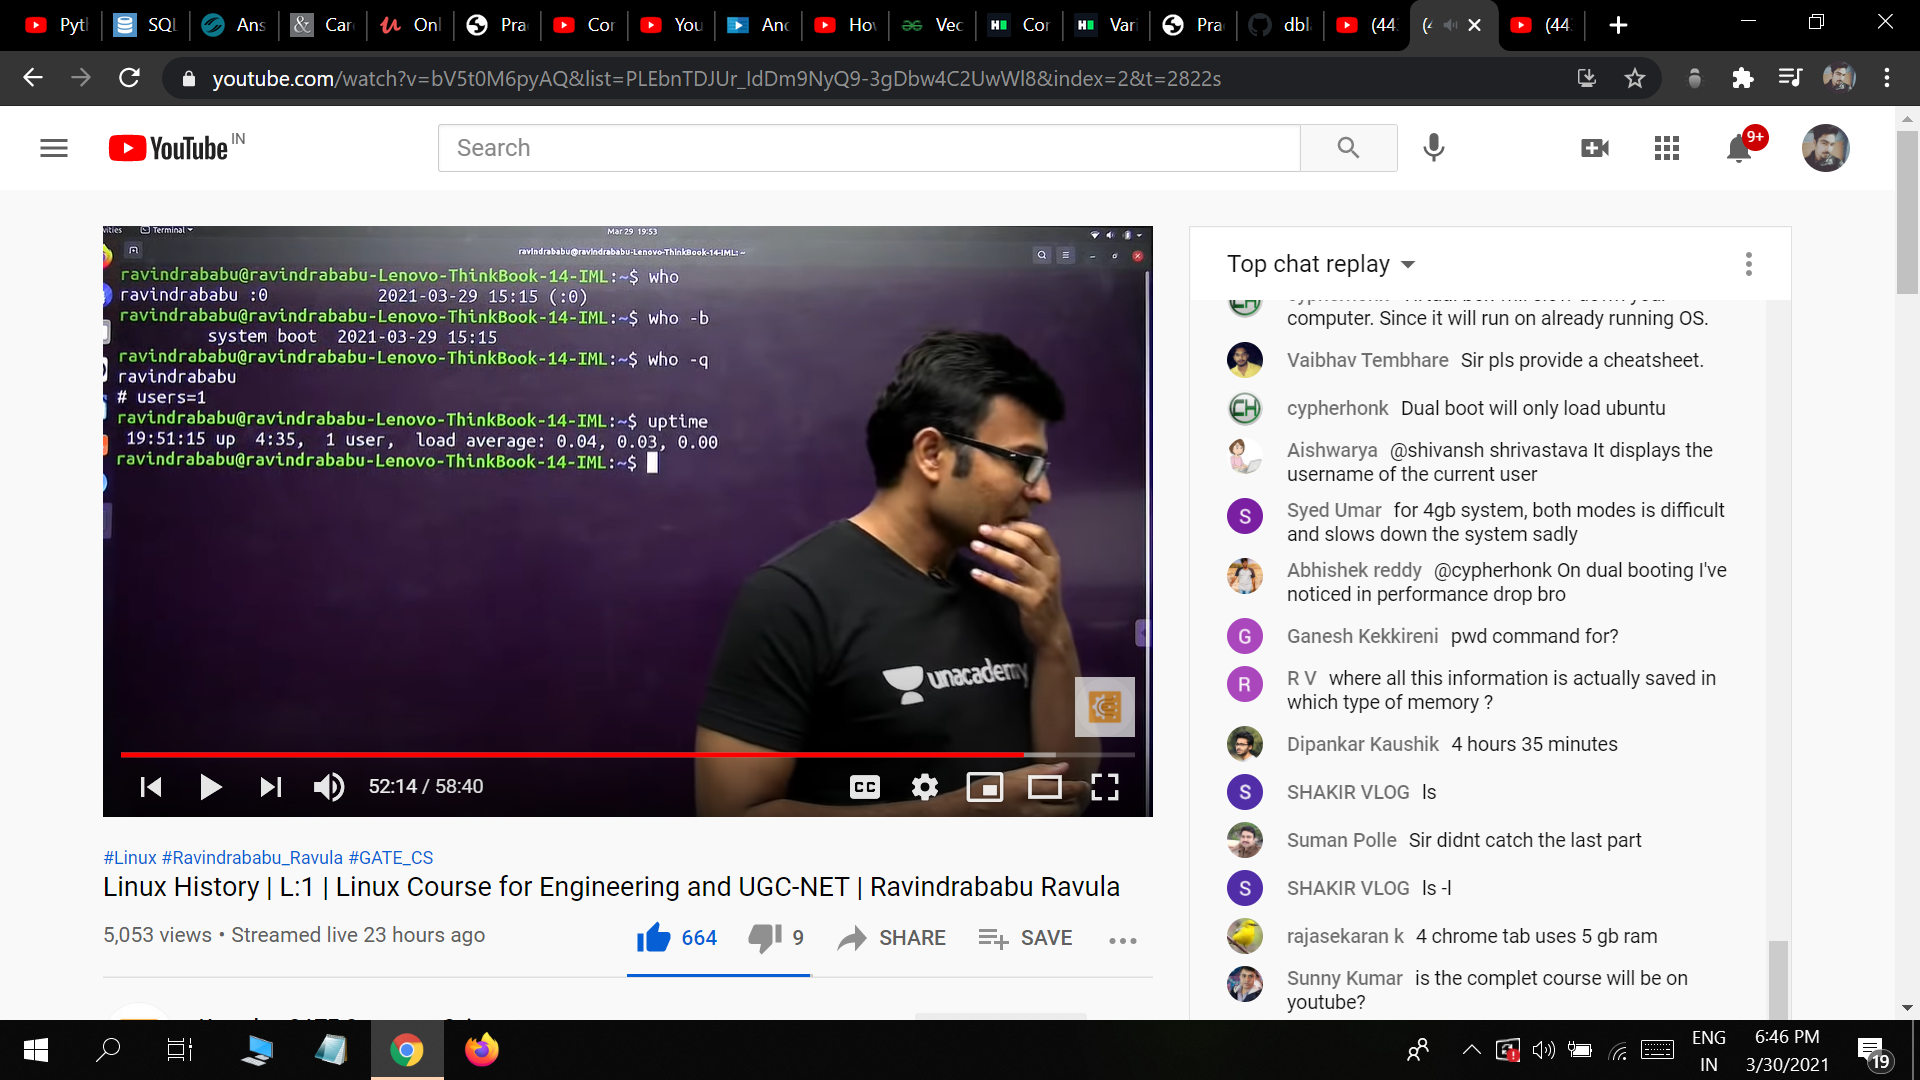 Pyth
SQL
Ans
Car
Onl
Pra
Cor
You
And
Hov
Vec
Cor
Vari
Pra
dbl
(44
(4
(44
youtube.com/watch?v=bV5t0M6pyAQ&list=PLEbnTDJUr_IdDm9NyQ9-3gDbw4C2UwWl8&index=2&t=2822s
YouTube IN
Search
9+
vities Terminal Mar 29 19:53
ravindrababu@ravindrababu-Lenovo-ThinkBook-14-IML: ~
ravindrababu@ravindrababu-Lenovo-ThinkBook-14-IML:~$ who
ravindrababu :0 2021-03-29 15:15 (:0)
ravindrababu@ravindrababu-Lenovo-ThinkBook-14-IML:~$ who -b
system boot 2021-03-29 15:15
ravindrababu@ravindrababu-Lenovo-ThinkBook-14-IML:~$ who -q
ravindrababu
# users=1
ravindrababu@ravindrababu-Lenovo-ThinkBook-14-IML:~$ uptime
19:51:15 up 4:35, 1 user, load average: 0.04, 0.03, 0.00
ravindrababu@ravindrababu-Lenovo-ThinkBook-14-IML:~$
unacademy
52:14 / 58:40
CC
#Linux #Ravindrababu_Ravula #GATE_CS
Linux History | L:1 | Linux Course for Engineering and UGC-NET | Ravindrababu Ravula
5,053 views • Streamed live 23 hours ago
664
9
SHARE
SAVE
Top chat replay
computer. Since it will run on already running OS.
Vaibhav Tembhare Sir pls provide a cheatsheet.
CH
cypherhonk Dual boot will only load ubuntu
Aishwarya @shivansh shrivastava It displays the
username of the current user
S
Syed Umar for 4gb system, both modes is difficult
and slows down the system sadly
Abhishek reddy @cypherhonk On dual booting I've
noticed in performance drop bro
G
Ganesh Kekkireni pwd command for?
R
R V where all this information is actually saved in
which type of memory ?
Dipankar Kaushik 4 hours 35 minutes
S
SHAKIR VLOG ls
Suman Polle Sir didnt catch the last part
S
SHAKIR VLOG ls -l
rajasekaran k 4 chrome tab uses 5 gb ram
Sunny Kumar is the complet course will be on
youtube?
ENG
IN
6:46 PM
3/30/2021
19